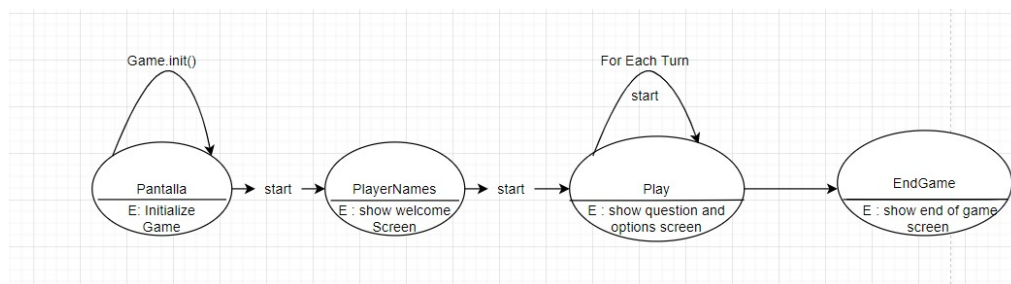 Game.init()
For Each Turn
start
Pantalla
E: Initialize
Game
start
PlayerNames
E : show welcome
Screen
start
Play
E : show question and
options screen
EndGame
E : show end of game
screen